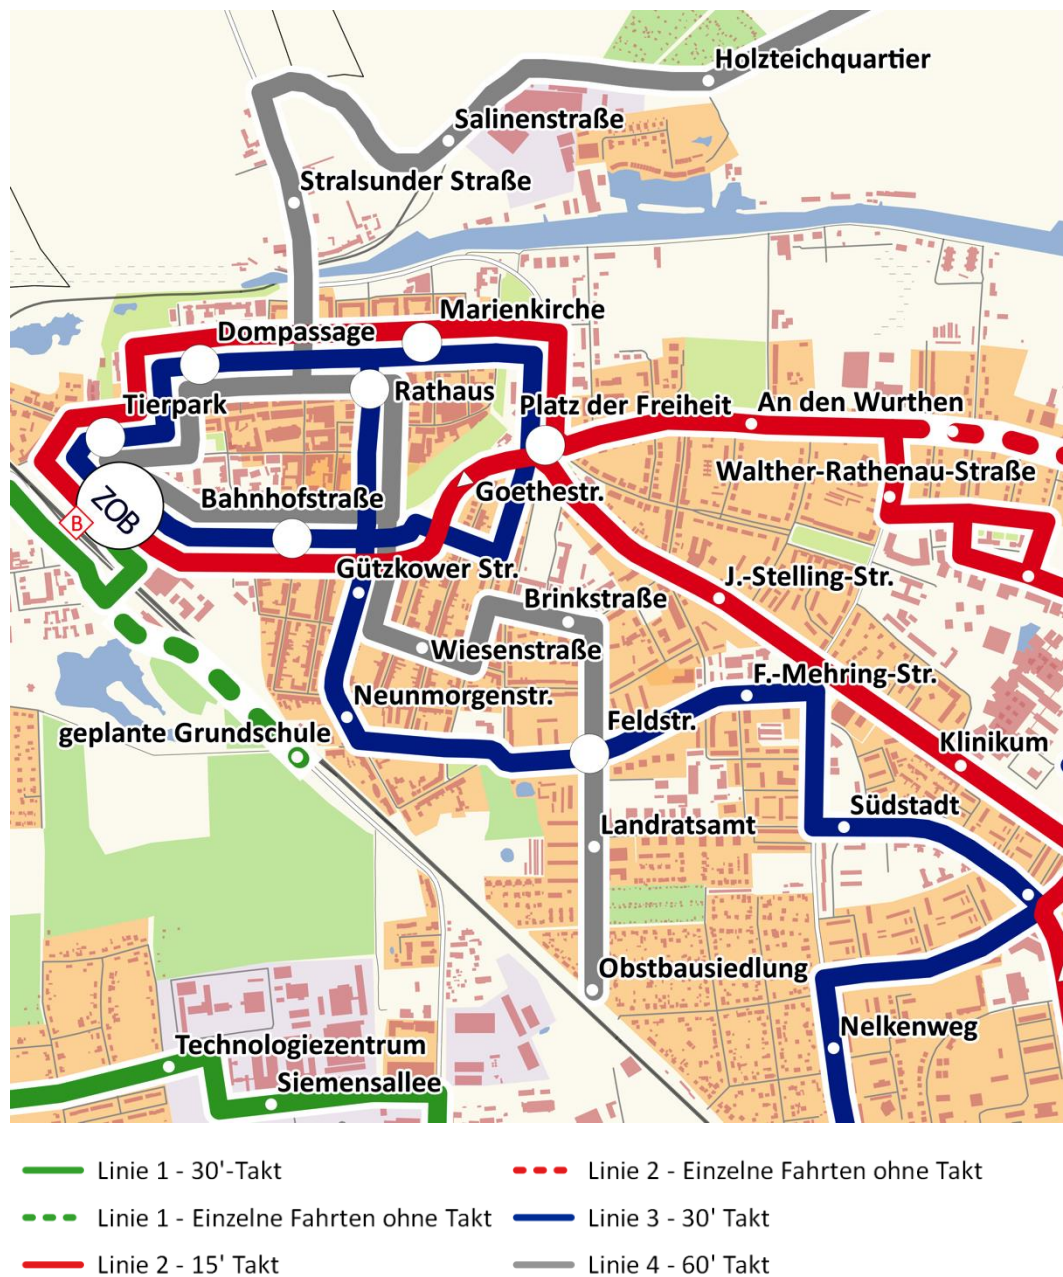 Holzteichquartier
Salinenstraße
Stralsunder Straße
Marienkirche
Dompassage
Rathaus
Tierpark
Platz der Freiheit
An den Wurthen
Walther-Rathenau-Straße
Goethestr.
Bahnhofstraße
ZOB
B
Gützkower Str.
J.-Stelling-Str.
Brinkstraße
Wiesenstraße
F.-Mehring-Str.
Neunmorgenstr.
Feldstr.
geplante Grundschule
Klinikum
Südstadt
Landratsamt
Obstbausiedlung
Nelkenweg
Technologiezentrum
Siemensallee
Linie 1 - 30'-Takt
Linie 2 - Einzelne Fahrten ohne Takt
Linie 1 - Einzelne Fahrten ohne Takt
Linie 3 - 30' Takt
Linie 2 - 15' Takt
Linie 4 - 60' Takt